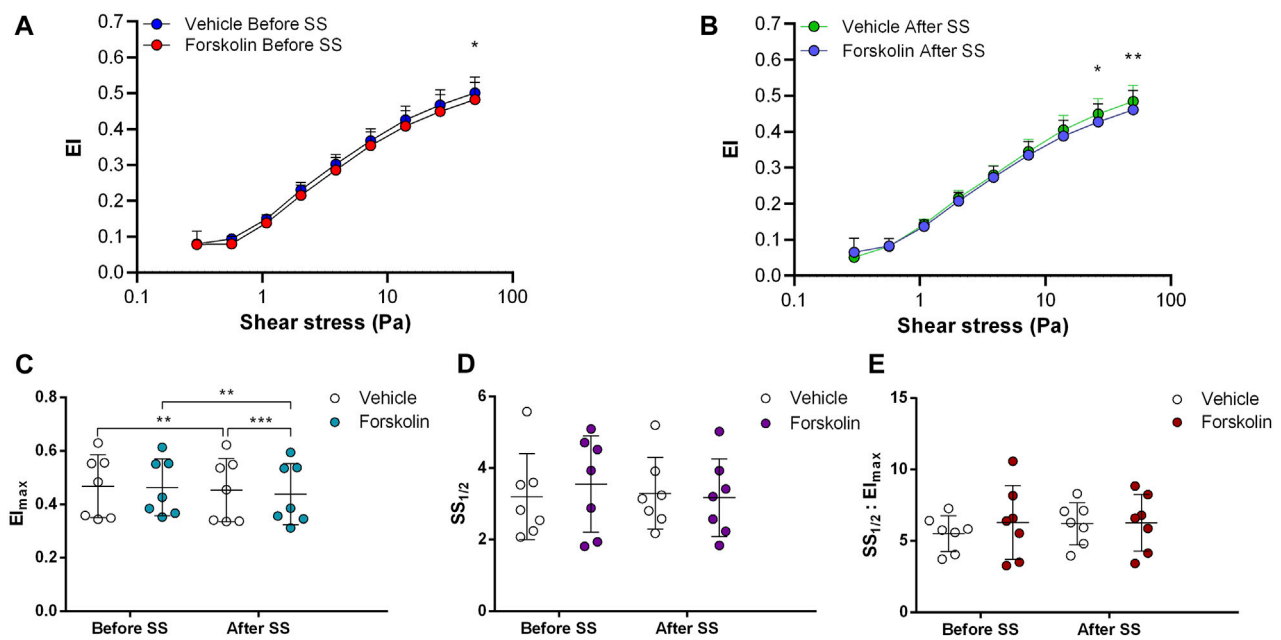 A
Vehicle Before SS
Forskolin Before SS
*
0.7
0.6
0.5
0.4
0.3
0.2
0.1
0.0
EI
0.1
1
10
100
Shear stress (Pa)
B
Vehicle After SS
Forskolin After SS
*
**
0.7
0.6
0.5
0.4
0.3
0.2
0.1
0.0
EI
0.1
1
10
100
Shear stress (Pa)
C
Vehicle
Forskolin
**
**
***
0.8
0.6
0.4
0.2
0.0
EImax
Before SS
After SS
D
Vehicle
Forskolin
6
4
2
0
SS1/2
Before SS
After SS
E
Vehicle
Forskolin
15
10
5
0
SS1/2 : EImax
Before SS
After SS